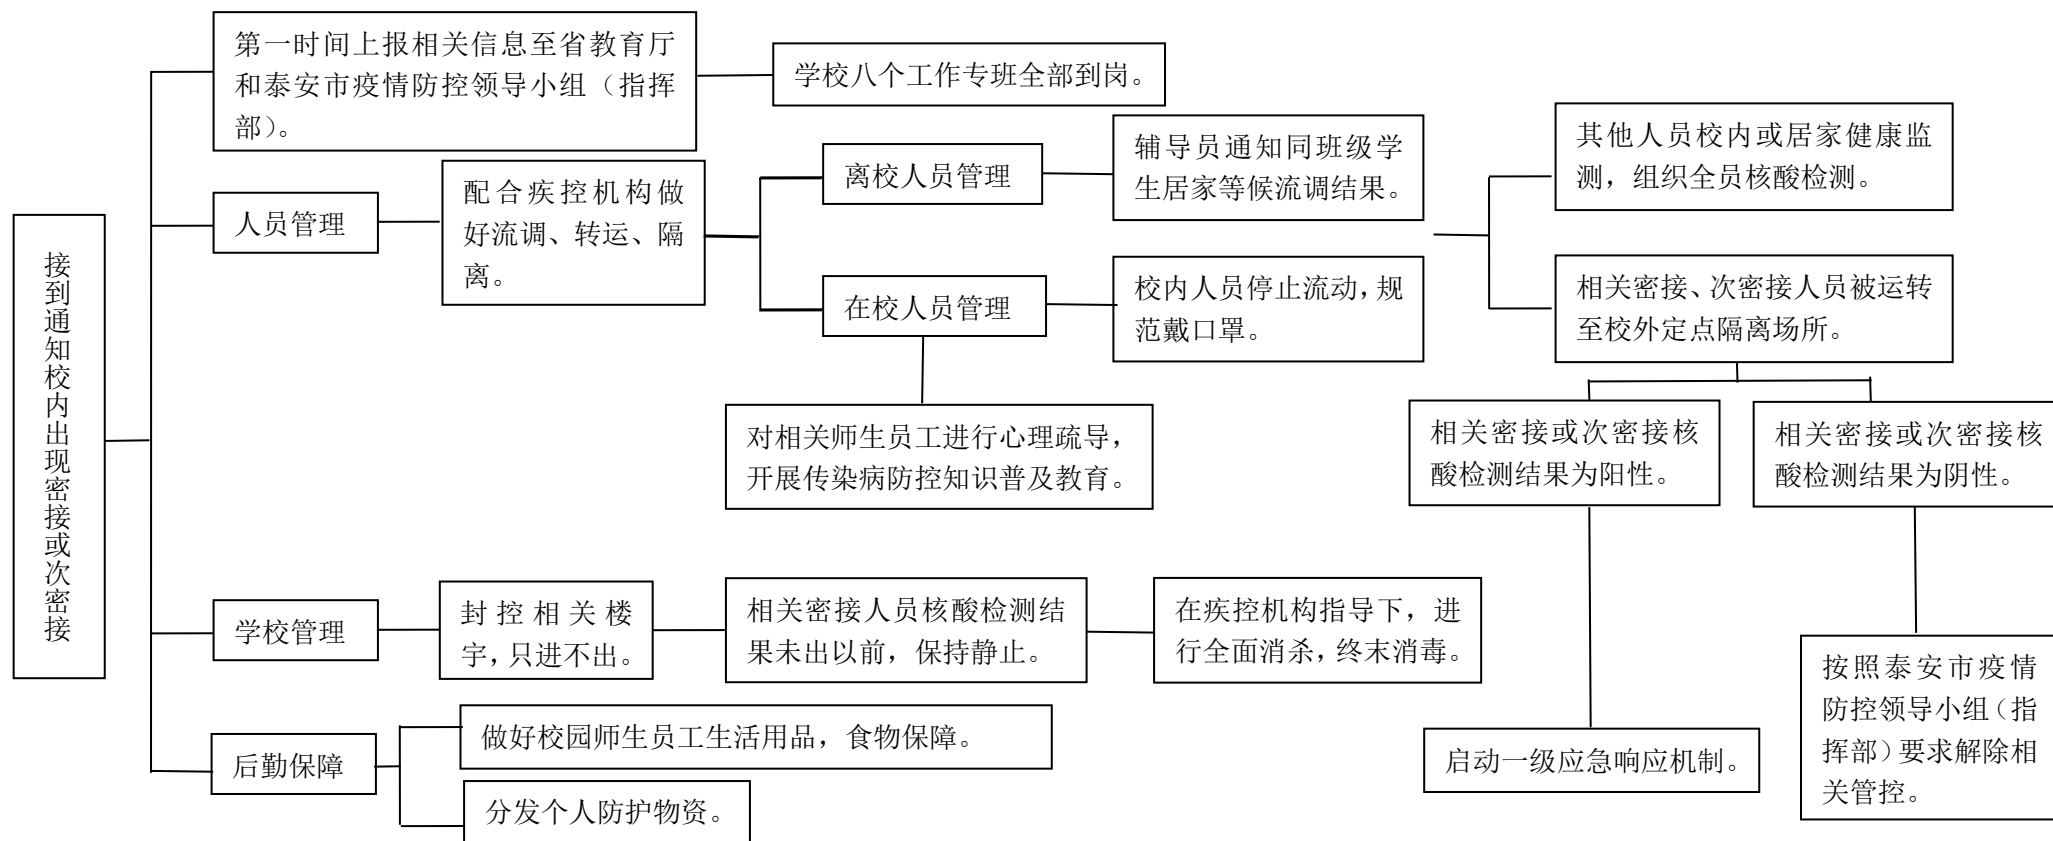 接到通知校内出现密接或次密接
第一时间上报相关信息至省教育厅
和泰安市疫情防控领导小组（指挥
部）。
学校八个工作专班全部到岗。
人员管理
配合疾控机构做
好流调、转运、隔
离。
离校人员管理
辅导员通知同班级学
生居家等候流调结果。
在校人员管理
校内人员停止流动，规
范戴口罩。
对相关师生员工进行心理疏导，
开展传染病防控知识普及教育。
其他人员校内或居家健康监
测，组织全员核酸检测。
相关密接、次密接人员被运转
至校外定点隔离场所。
相关密接或次密接核
酸检测结果为阳性。
相关密接或次密接核
酸检测结果为阴性。
启动一级应急响应机制。
按照泰安市疫情
防控领导小组（指
挥部）要求解除相
关管控。
学校管理
封控相关楼
宇，只进不出。
相关密接人员核酸检测结
果未出以前，保持静止。
在疾控机构指导下，进
行全面消杀，终末消毒。
后勤保障
做好校园师生员工生活用品，食物保障。
分发个人防护物资。